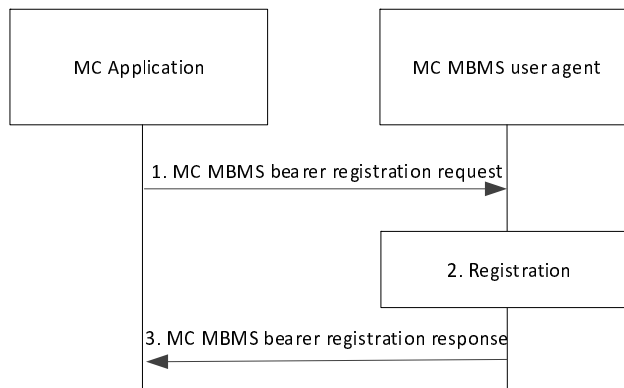 MC Application
MC MBMS user agent
1. MC MBMS bearer registration request
2. Registration
3. MC MBMS bearer registration response